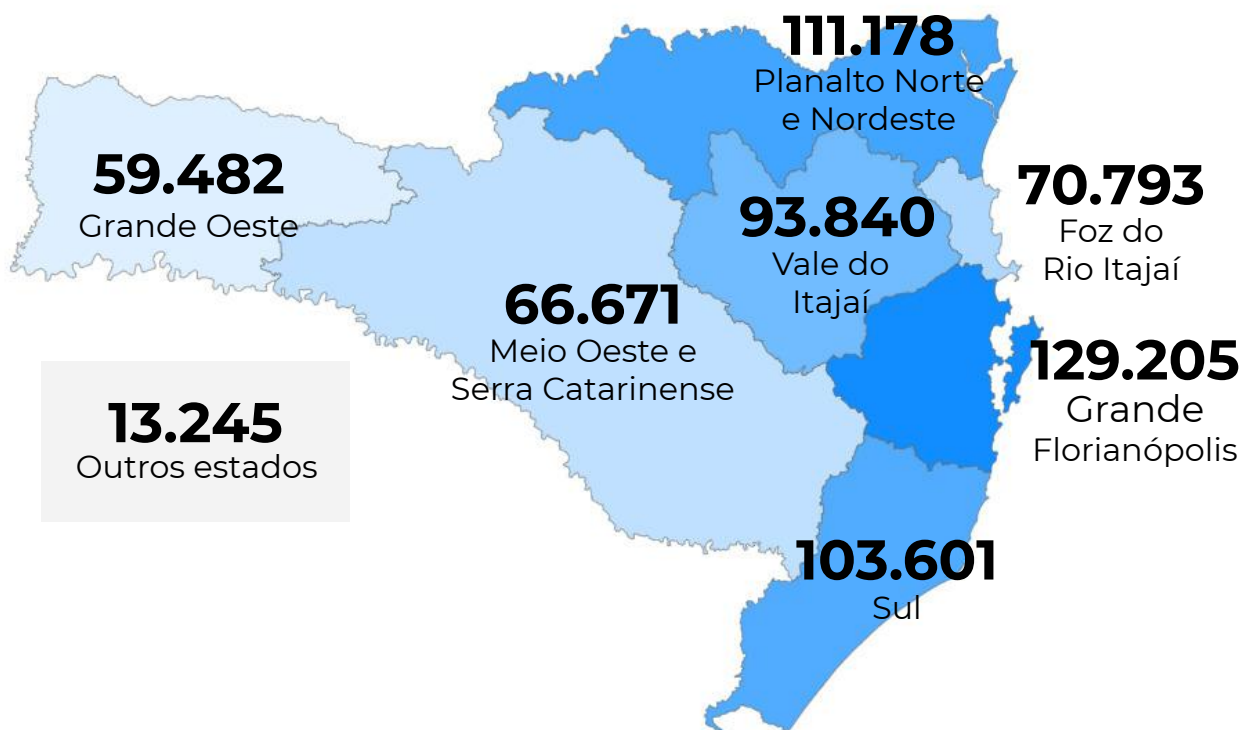 111.178
Planalto Norte
e Nordeste
59.482
Grande Oeste
70.793
Foz do
Rio Itajaí
93.840
Vale do
Itajaí
66.671
Meio Oeste e
Serra Catarinense
129.205
Grande
Florianópolis
13.245
Outros estados
103.601
Sul